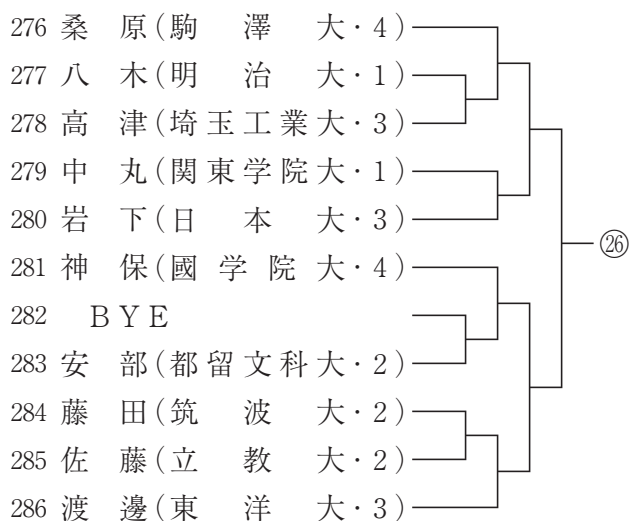 276 桑 原(駒 澤 大・4)
277 八 木(明 治 大・1)
278 高 津(埼玉工業大・3)
279 中 丸(関東学院大・1)
280 岩 下(日 本 大・3)
281 神 保(國 学 院 大・4)
282 BYE
283 安 部(都留文科大・2)
284 藤 田(筑 波 大・2)
285 佐 藤(立 教 大・2)
286 渡 邊(東 洋 大・3)
㉖